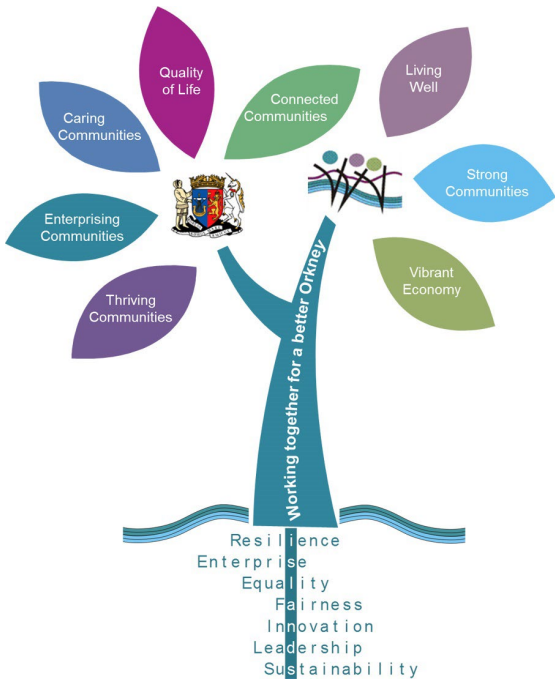 Quality
of Life
Living
Well
Connected
Communities
Caring
Communities
Strong
Communities
Enterprising
Communities
Vibrant
Economy
Thriving
Communities
Working together for a better Orkney
Resilience
Enterprise
Equality
Fairness
Innovation
Leadership
Sustainability